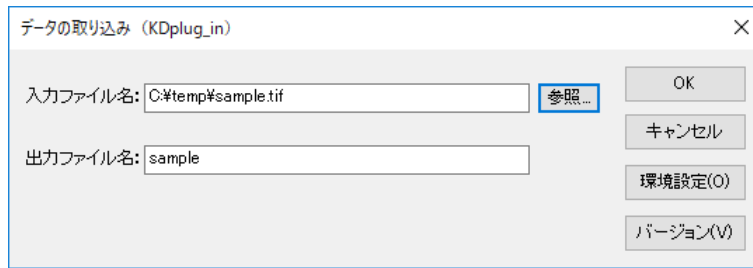 データの取り込み（KDplug_in）
入力ファイル名: C:¥temp¥sample.tif 参照...
出力ファイル名: sample
OK
キャンセル
環境設定(O)
バージョン(V)